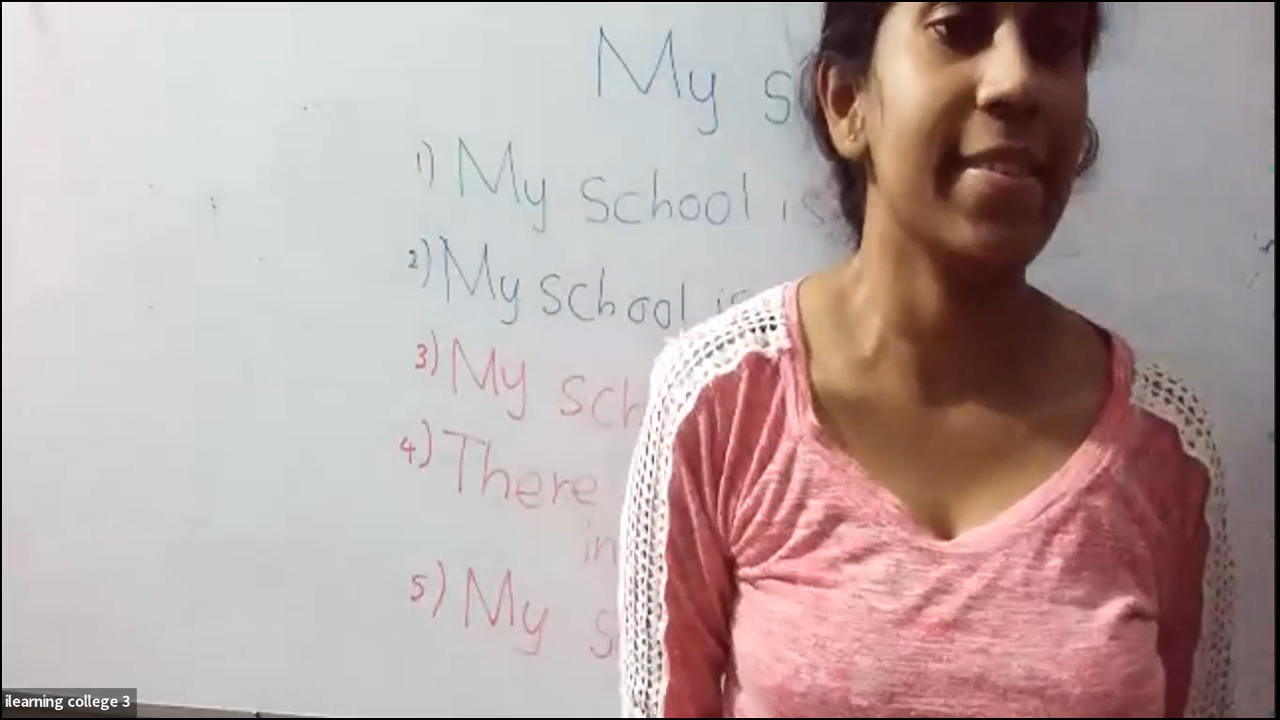 My s
1) My school is
2) My school is
3) My sch
4) There
in
5) My s
ilearning college 3